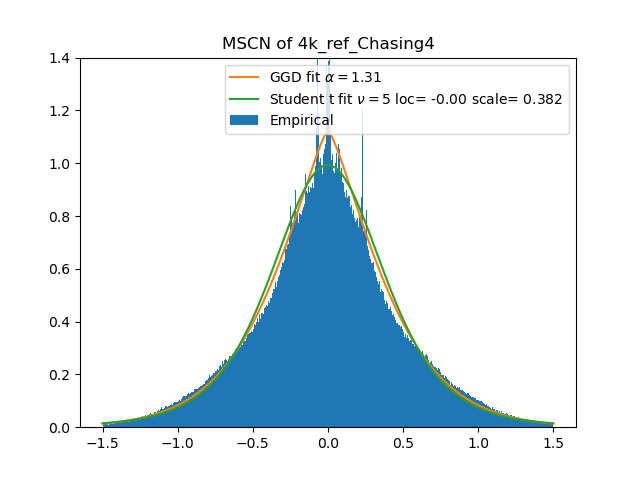 MSCN of 4k_ref_Chasing4
GGD fit α = 1.31
Student t fit ν = 5 loc= -0.00 scale= 0.382
Empirical
1.4
1.2
1.0
0.8
0.6
0.4
0.2
0.0
−1.5 −1.0 −0.5 0.0 0.5 1.0 1.5